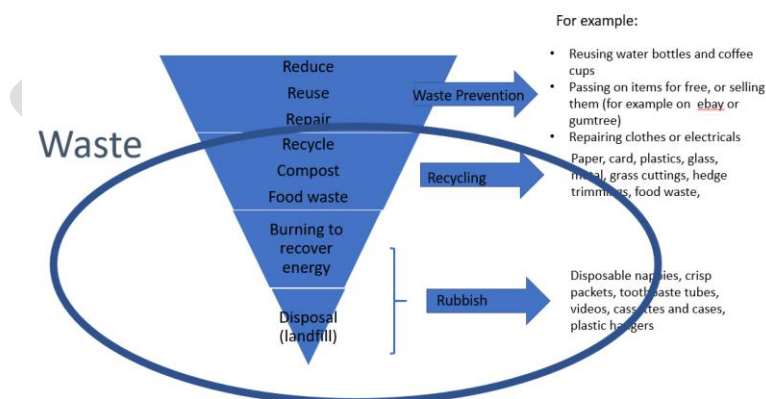 For example:
• Reusing water bottles and coffee
cups
• Passing on items for free, or selling
them (for example on ebay or
gumtree)
• Repairing clothes or electricals
Reduce
Reuse
Repair
Waste Prevention
Waste
Recycle
Compost
Food waste
Recycling
Paper, card, plastics, glass,
metal, grass cuttings, hedge
trimmings, food waste,
Burning to
recover
energy
Disposal
(landfill)
Rubbish
Disposable nappies, crisp
packets, toothpaste tubes,
videos, cassettes and cases,
plastic hangers